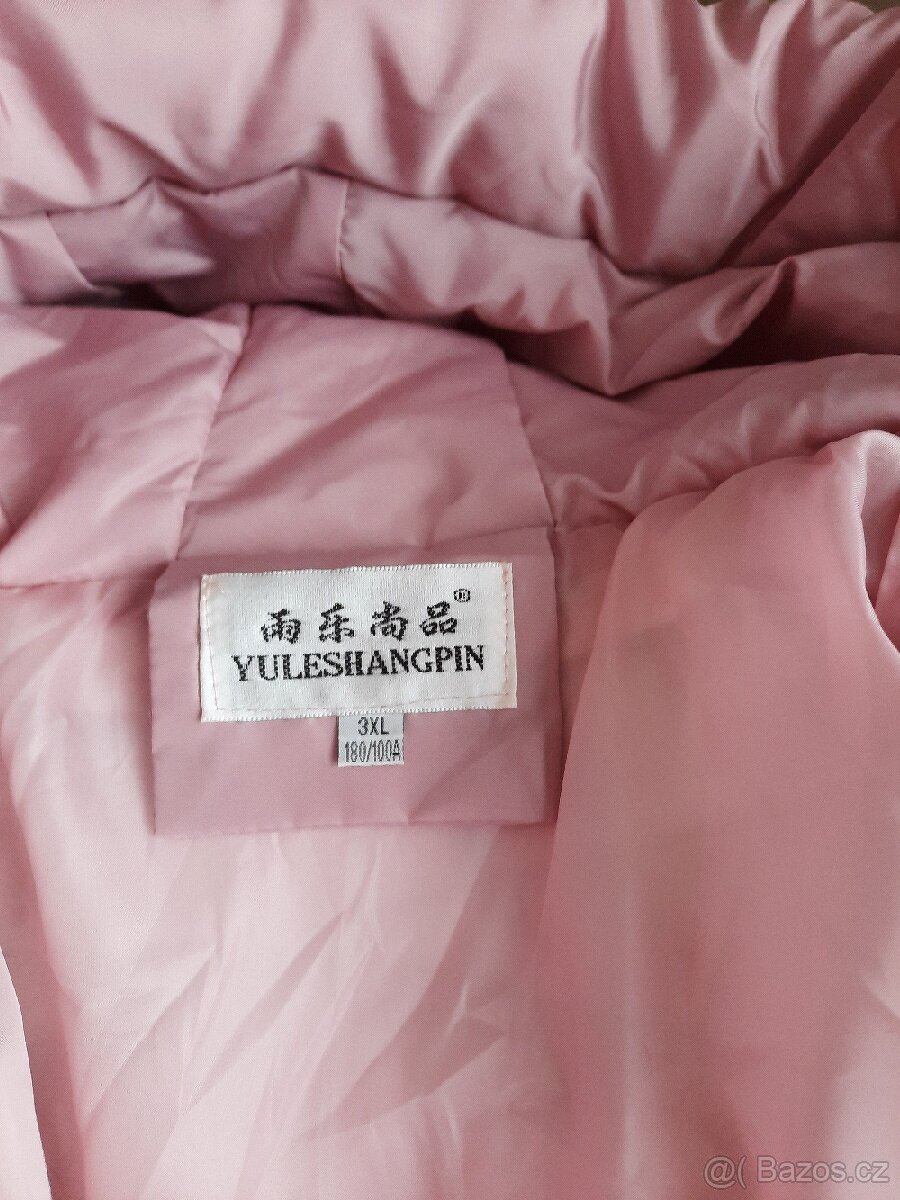 雨乐尚品®
YULESHANGPIN
3XL
180/100A
@( Bazos.cz